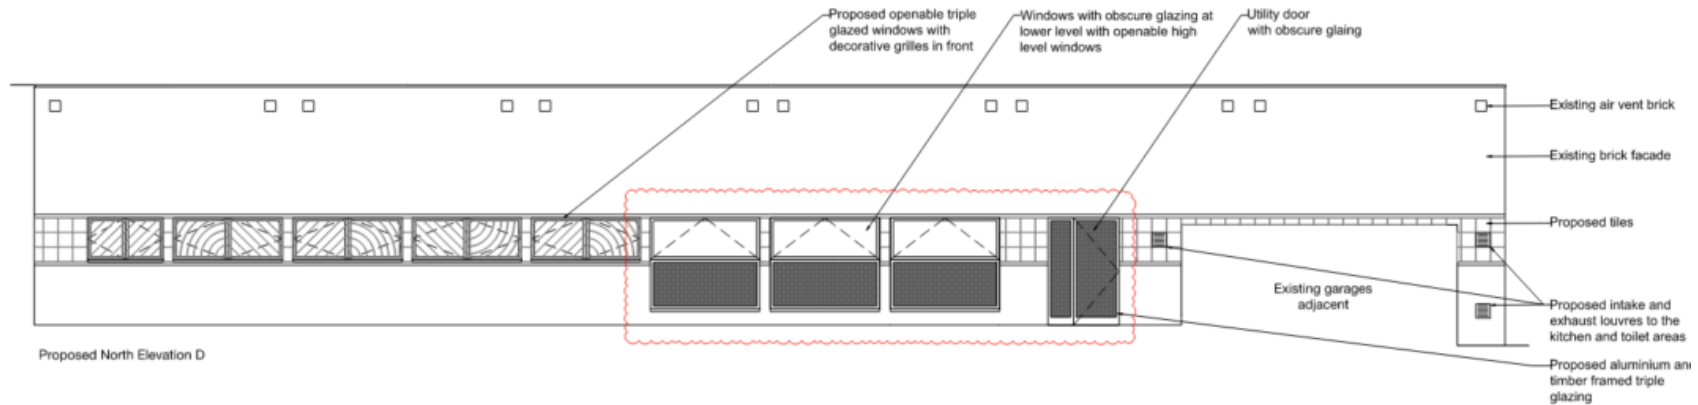 Proposed openable triple
glazed windows with
decorative grilles in front
Windows with obscure glazing at
lower level with openable high
level windows
Utility door
with obscure glaing
Existing air vent brick
Existing brick facade
Proposed tiles
Existing garages
adjacent
Proposed intake and
exhaust louvres to the
kitchen and toilet areas
Proposed aluminium an
timber framed triple
glazing
Proposed North Elevation D